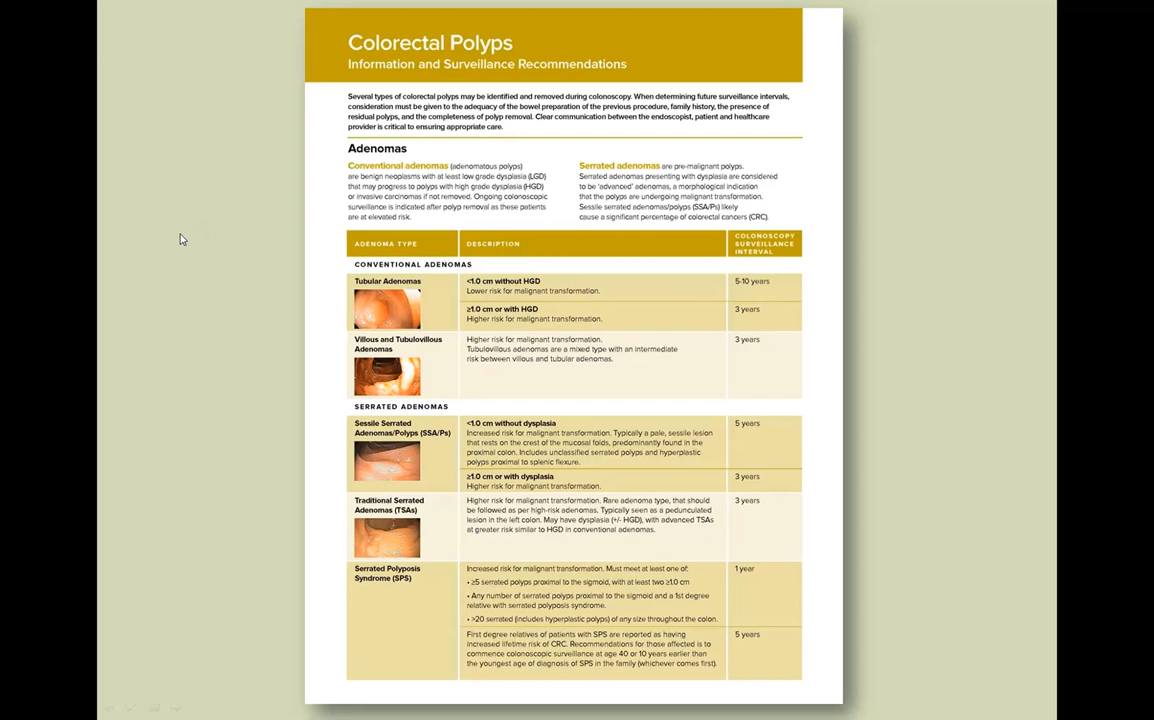 Colorectal Polyps
Information and Surveillance Recommendations
Several types of colorectal polyps may be identified and removed during colonoscopy. When determining future surveillance intervals,
consideration must be given to the adequacy of the bowel preparation of the previous procedure, family history, the presence of
residual polyps, and the completeness of polyp removal. Clear communication between the endoscopist, patient and healthcare
provider is critical to ensuring appropriate care.
Adenomas
Conventional adenomas (adenomatous polyps)
are benign neoplasms with at least low grade dysplasia (LGD)
that may progress to polyps with high grade dysplasia (HGD)
or invasive carcinomas if not removed. Ongoing colonoscopic
surveillance is indicated after polyp removal as these patients
are at elevated risk.
Serrated adenomas are pre-malignant polyps.
Serrated adenomas presenting with dysplasia are considered
to be 'advanced' adenomas, a morphological indication
that the polyps are undergoing malignant transformation.
Sessile serrated adenomas/polyps (SSA/Ps) likely
cause a significant percentage of colorectal cancers (CRC).
ADENOMA TYPE
DESCRIPTION
COLONOSCOPY
SURVEILLANCE
INTERVAL
CONVENTIONAL ADENOMAS
Tubular Adenomas
<1.0 cm without HGD
Lower risk for malignant transformation.
5-10 years
≥1.0 cm or with HGD
Higher risk for malignant transformation.
3 years
Villous and Tubulovillous
Adenomas
Higher risk for malignant transformation.
Tubulovillous adenomas are a mixed type with an intermediate
risk between villous and tubular adenomas.
3 years
SERRATED ADENOMAS
Sessile Serrated
Adenomas/Polyps (SSA/Ps)
<1.0 cm without dysplasia
Increased risk for malignant transformation. Typically a pale, sessile lesion
that rests on the crest of the mucosal folds, predominantly found in the
proximal colon. Includes unclassified serrated polyps and hyperplastic
polyps proximal to splenic flexure.
5 years
≥1.0 cm or with dysplasia
Higher risk for malignant transformation.
3 years
Traditional Serrated
Adenomas (TSAs)
Higher risk for malignant transformation. Rare adenoma type, that should
be followed as per high-risk adenomas. Typically seen as a pedunculated
lesion in the left colon. May have dysplasia (+/- HGD), with advanced TSAs
at greater risk similar to HGD in conventional adenomas.
3 years
Serrated Polyposis
Syndrome (SPS)
Increased risk for malignant transformation. Must meet at least one of:
• ≥5 serrated polyps proximal to the sigmoid, with at least two ≥1.0 cm
• Any number of serrated polyps proximal to the sigmoid and a 1st degree
relative with serrated polyposis syndrome.
• >20 serrated (includes hyperplastic polyps) of any size throughout the colon.
1 year
First degree relatives of patients with SPS are reported as having
increased lifetime risk of CRC. Recommendations for those affected is to
commence colonoscopic surveillance at age 40 or 10 years earlier than
the youngest age of diagnosis of SPS in the family (whichever comes first).
5 years